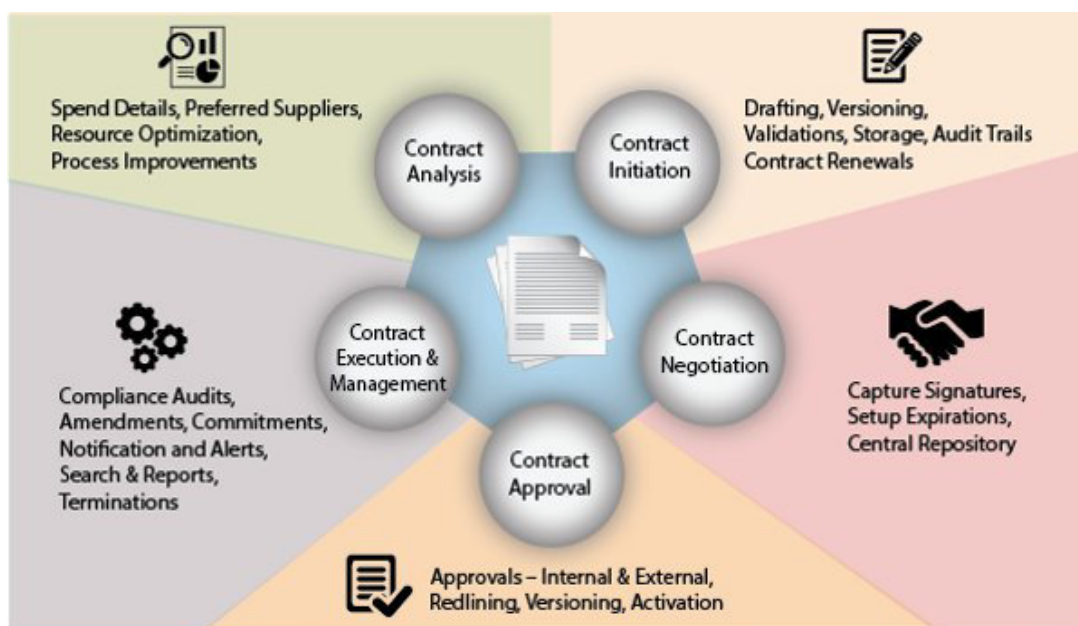 Spend Details, Preferred Suppliers,
Resource Optimization,
Process Improvements
Contract
Analysis
Contract
Initiation
Drafting, Versioning,
Validations, Storage, Audit Trails
Contract Renewals
Contract
Execution &
Management
Compliance Audits,
Amendments, Commitments,
Notification and Alerts,
Search & Reports,
Terminations
Contract
Negotiation
Capture Signatures,
Setup Expirations,
Central Repository
Contract
Approval
Approvals – Internal & External,
Redlining, Versioning, Activation